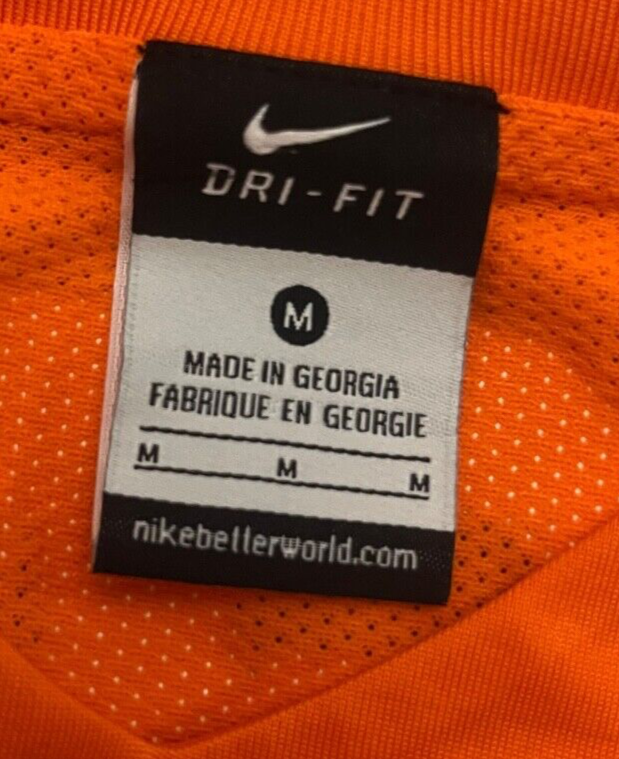 DRI-FIT
M
MADE IN GEORGIA
FABRIQUE EN GEORGIE
M M M
nikebetterworld.com